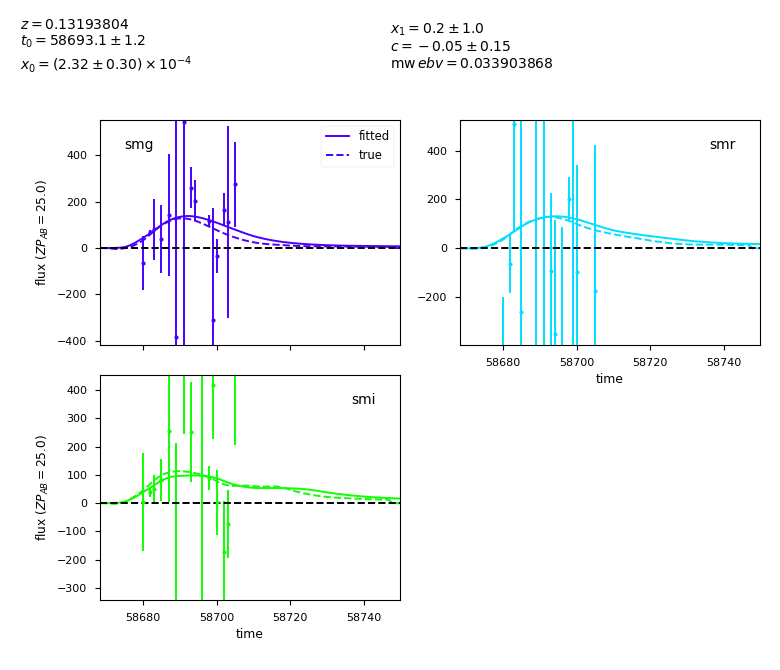 z = 0.13193804
t₀ = 58693.1 ± 1.2
x₀ = (2.32 ± 0.30) × 10⁻⁴
x₁ = 0.2 ± 1.0
c = −0.05 ± 0.15
mw ebv = 0.033903868
smg
fitted
true
400
200
0
−200
−400
flux (ZP_AB = 25.0)
smr
400
200
0
−200
58680 58700 58720 58740
time
smi
400
300
200
100
0
−100
−200
−300
flux (ZP_AB = 25.0)
58680 58700 58720 58740
time